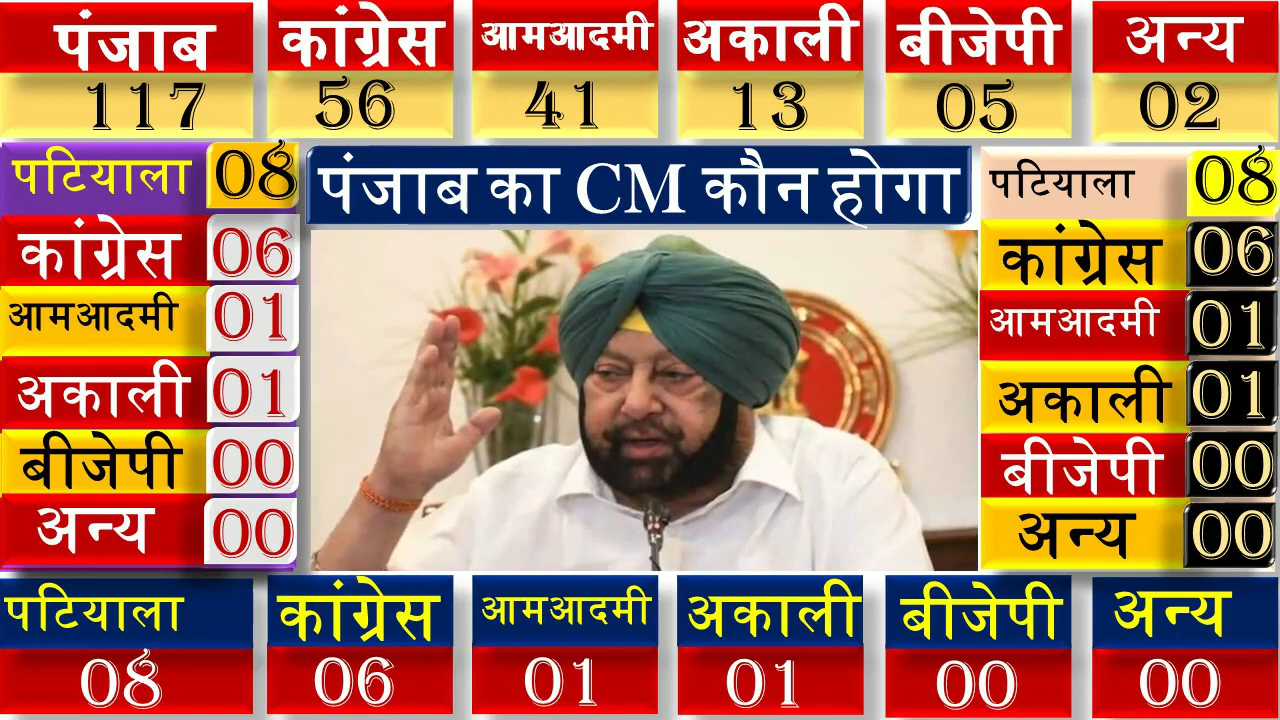 पंजाब कांग्रेस आमआदमी अकाली बीजेपी अन्य
117 56 41 13 05 02
पटियाला 08
कांग्रेस 06
आमआदमी 01
अकाली 01
बीजेपी 00
अन्य 00
पंजाब का CM कौन होगा
पटियाला 08
कांग्रेस 06
आमआदमी 01
अकाली 01
बीजेपी 00
अन्य 00
पटियाला कांग्रेस आमआदमी अकाली बीजेपी अन्य
08 06 01 01 00 00